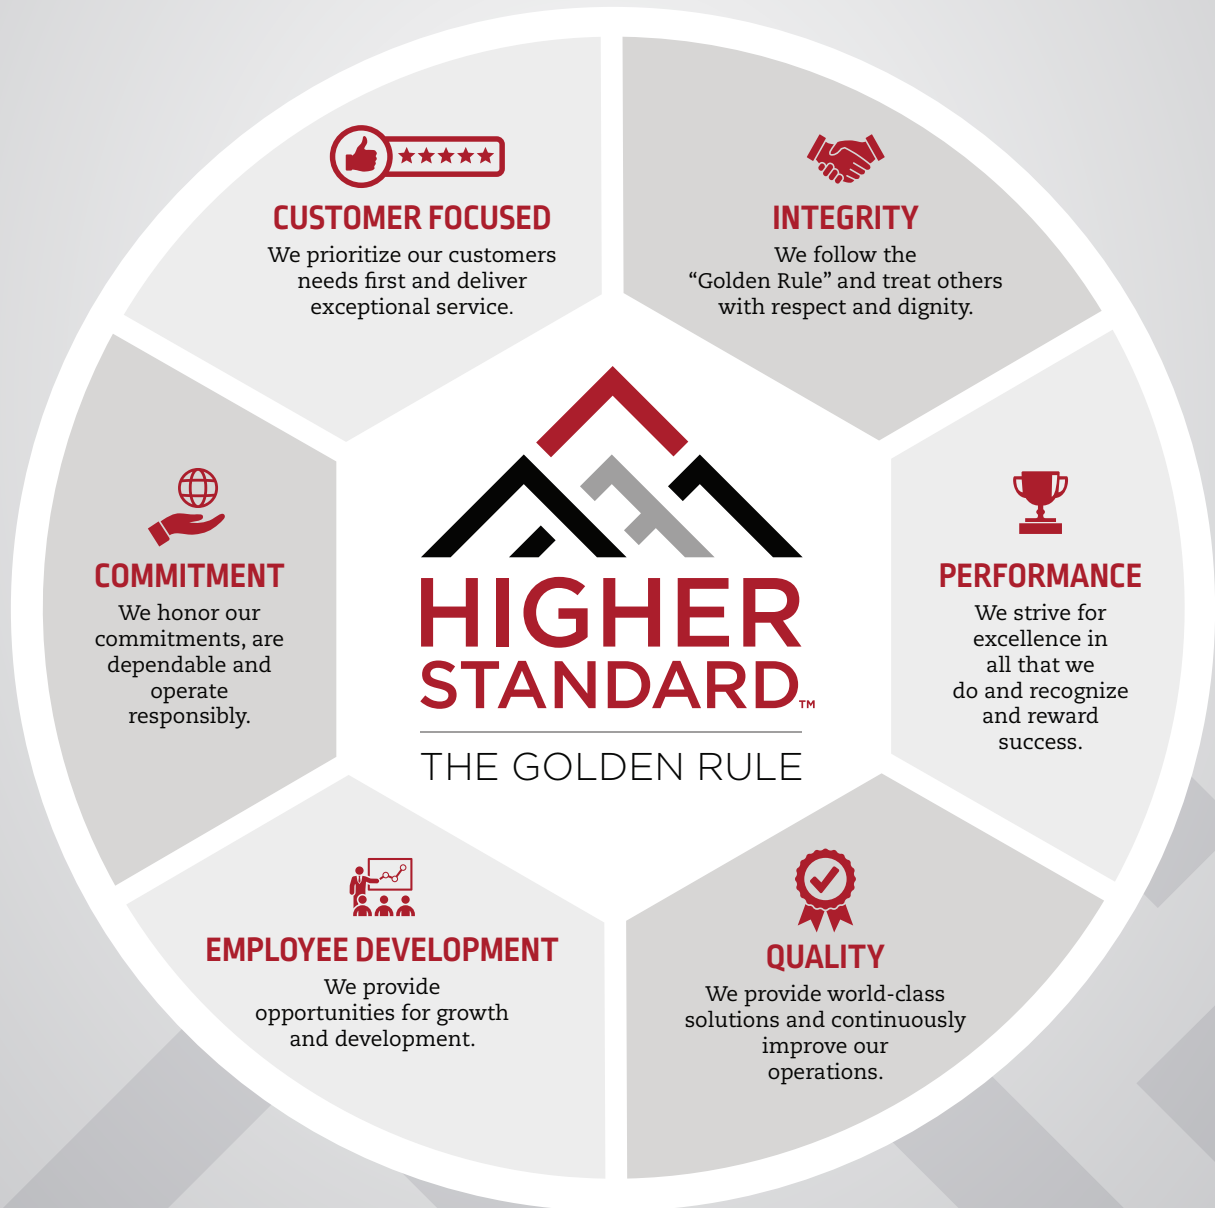 CUSTOMER FOCUSED
We prioritize our customers
needs first and deliver
exceptional service.
INTEGRITY
We follow the
“Golden Rule” and treat others
with respect and dignity.
COMMITMENT
We honor our
commitments, are
dependable and
operate
responsibly.
HIGHER
STANDARD™
THE GOLDEN RULE
PERFORMANCE
We strive for
excellence in
all that we
do and recognize
and reward
success.
EMPLOYEE DEVELOPMENT
We provide
opportunities for growth
and development.
QUALITY
We provide world-class
solutions and continuously
improve our
operations.